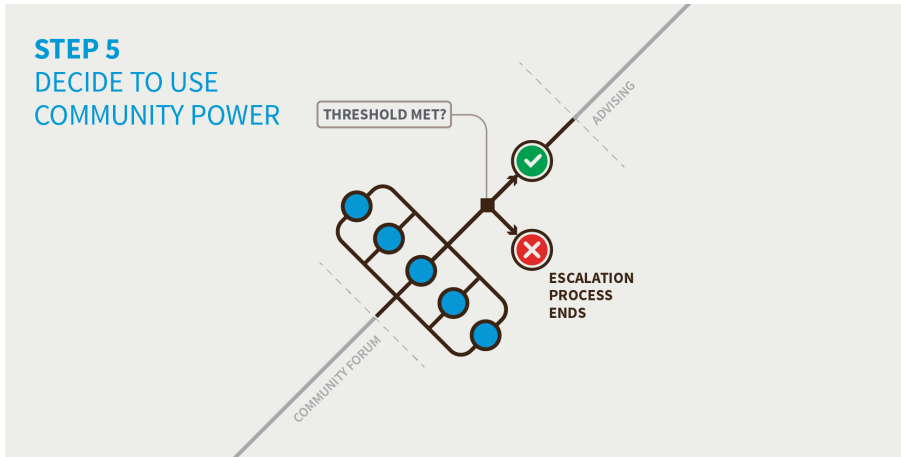 STEP 5
DECIDE TO USE
COMMUNITY POWER
THRESHOLD MET?
ADVISING
ESCALATION
PROCESS
ENDS
COMMUNITY FORUM